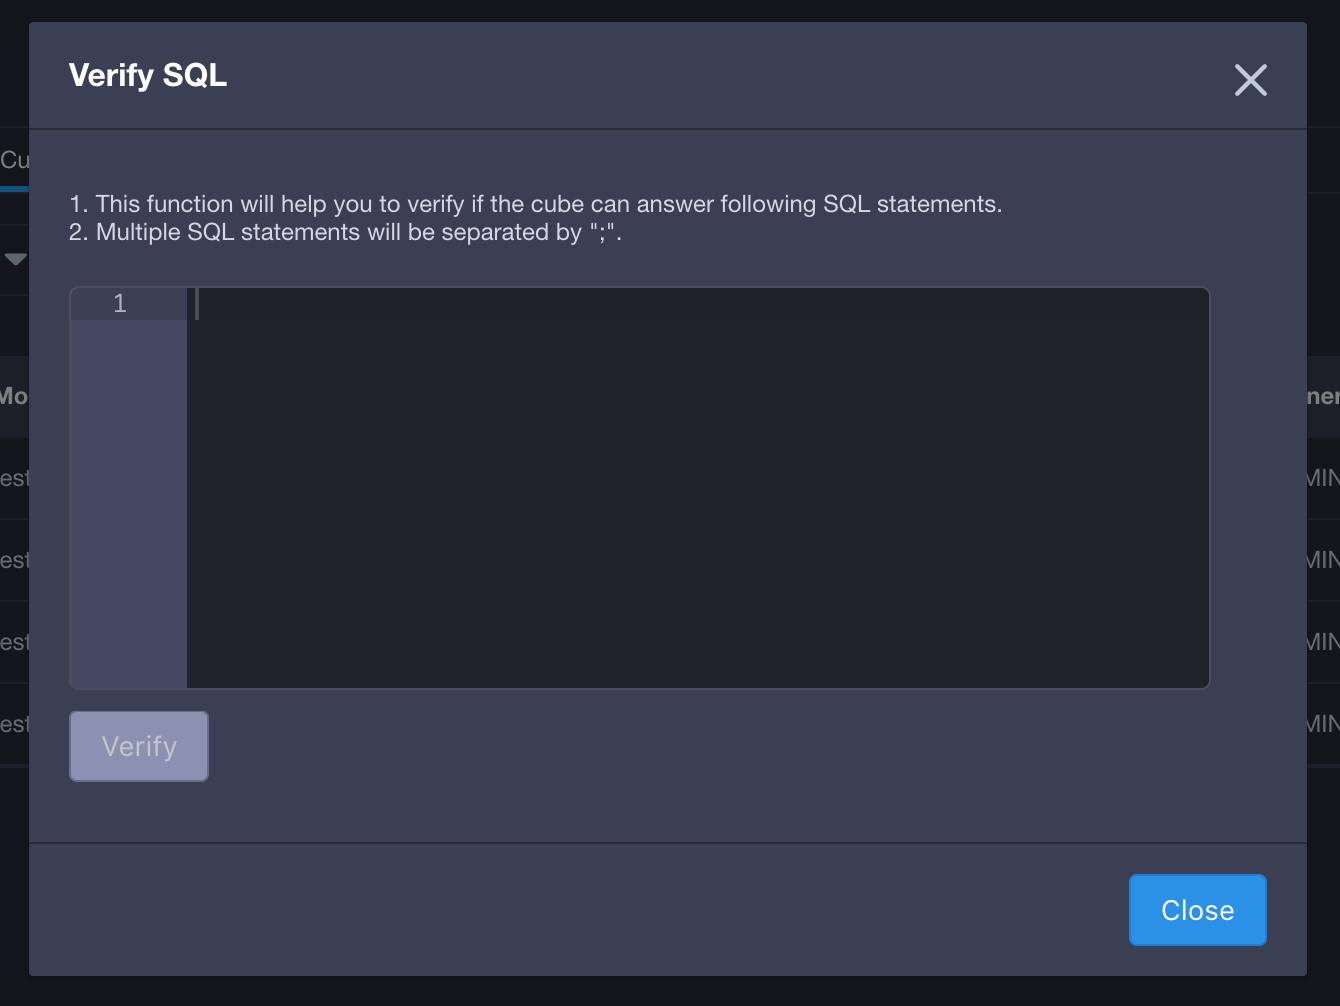 Verify SQL
1. This function will help you to verify if the cube can answer following SQL statements.
2. Multiple SQL statements will be separated by ";".
1
Verify
Close